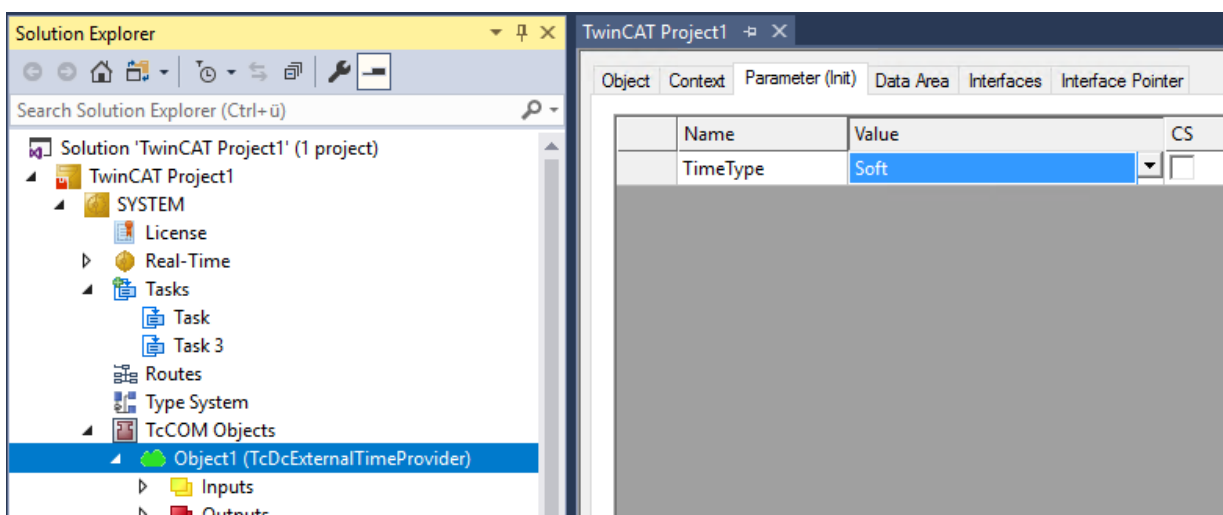 Solution Explorer
Search Solution Explorer (Ctrl+ü)
Solution 'TwinCAT Project1' (1 project)
TwinCAT Project1
SYSTEM
License
Real-Time
Tasks
Task
Task 3
Routes
Type System
TcCOM Objects
Object1 (TcDcExternalTimeProvider)
Inputs
Outputs
TwinCAT Project1
Object Context Parameter (Init) Data Area Interfaces Interface Pointer
Name Value CS
TimeType Soft